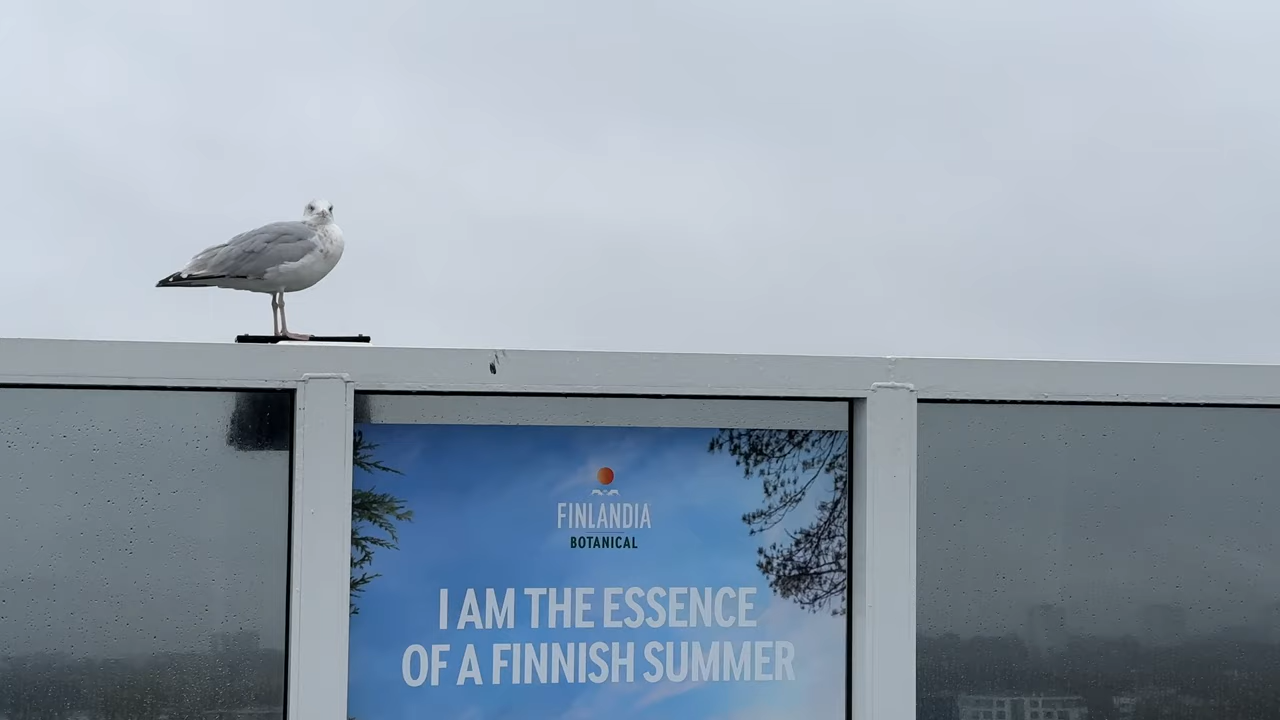 FINLANDIA
BOTANICAL
I AM THE ESSENCE
OF A FINNISH SUMMER